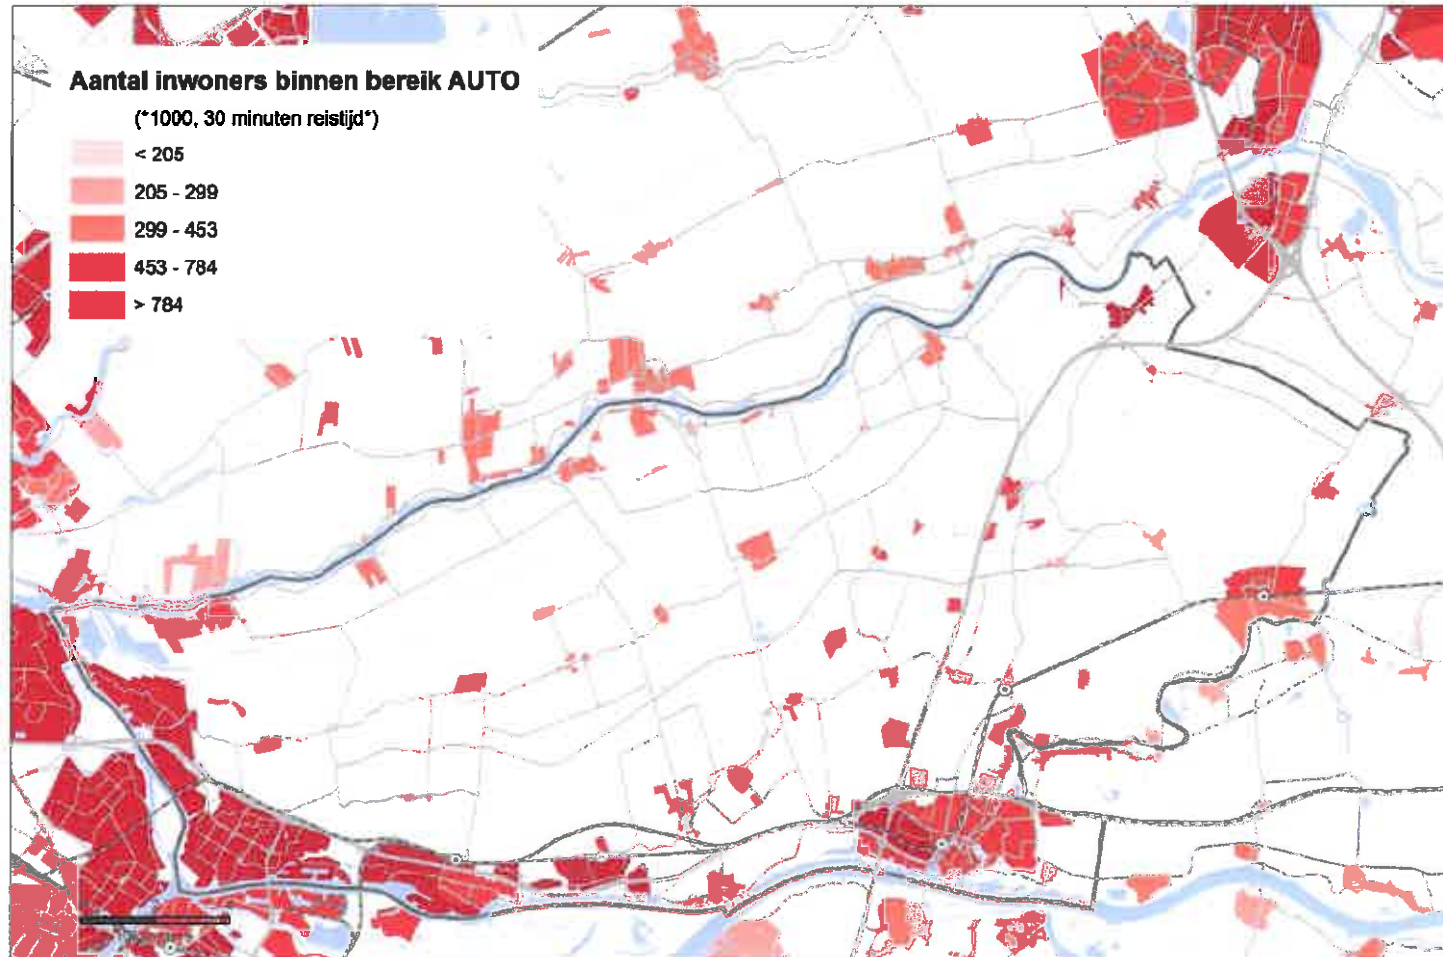 Aantal inwoners binnen bereik AUTO
(*1000, 30 minuten reistijd*)
< 205
205 - 299
299 - 453
453 - 784
> 784